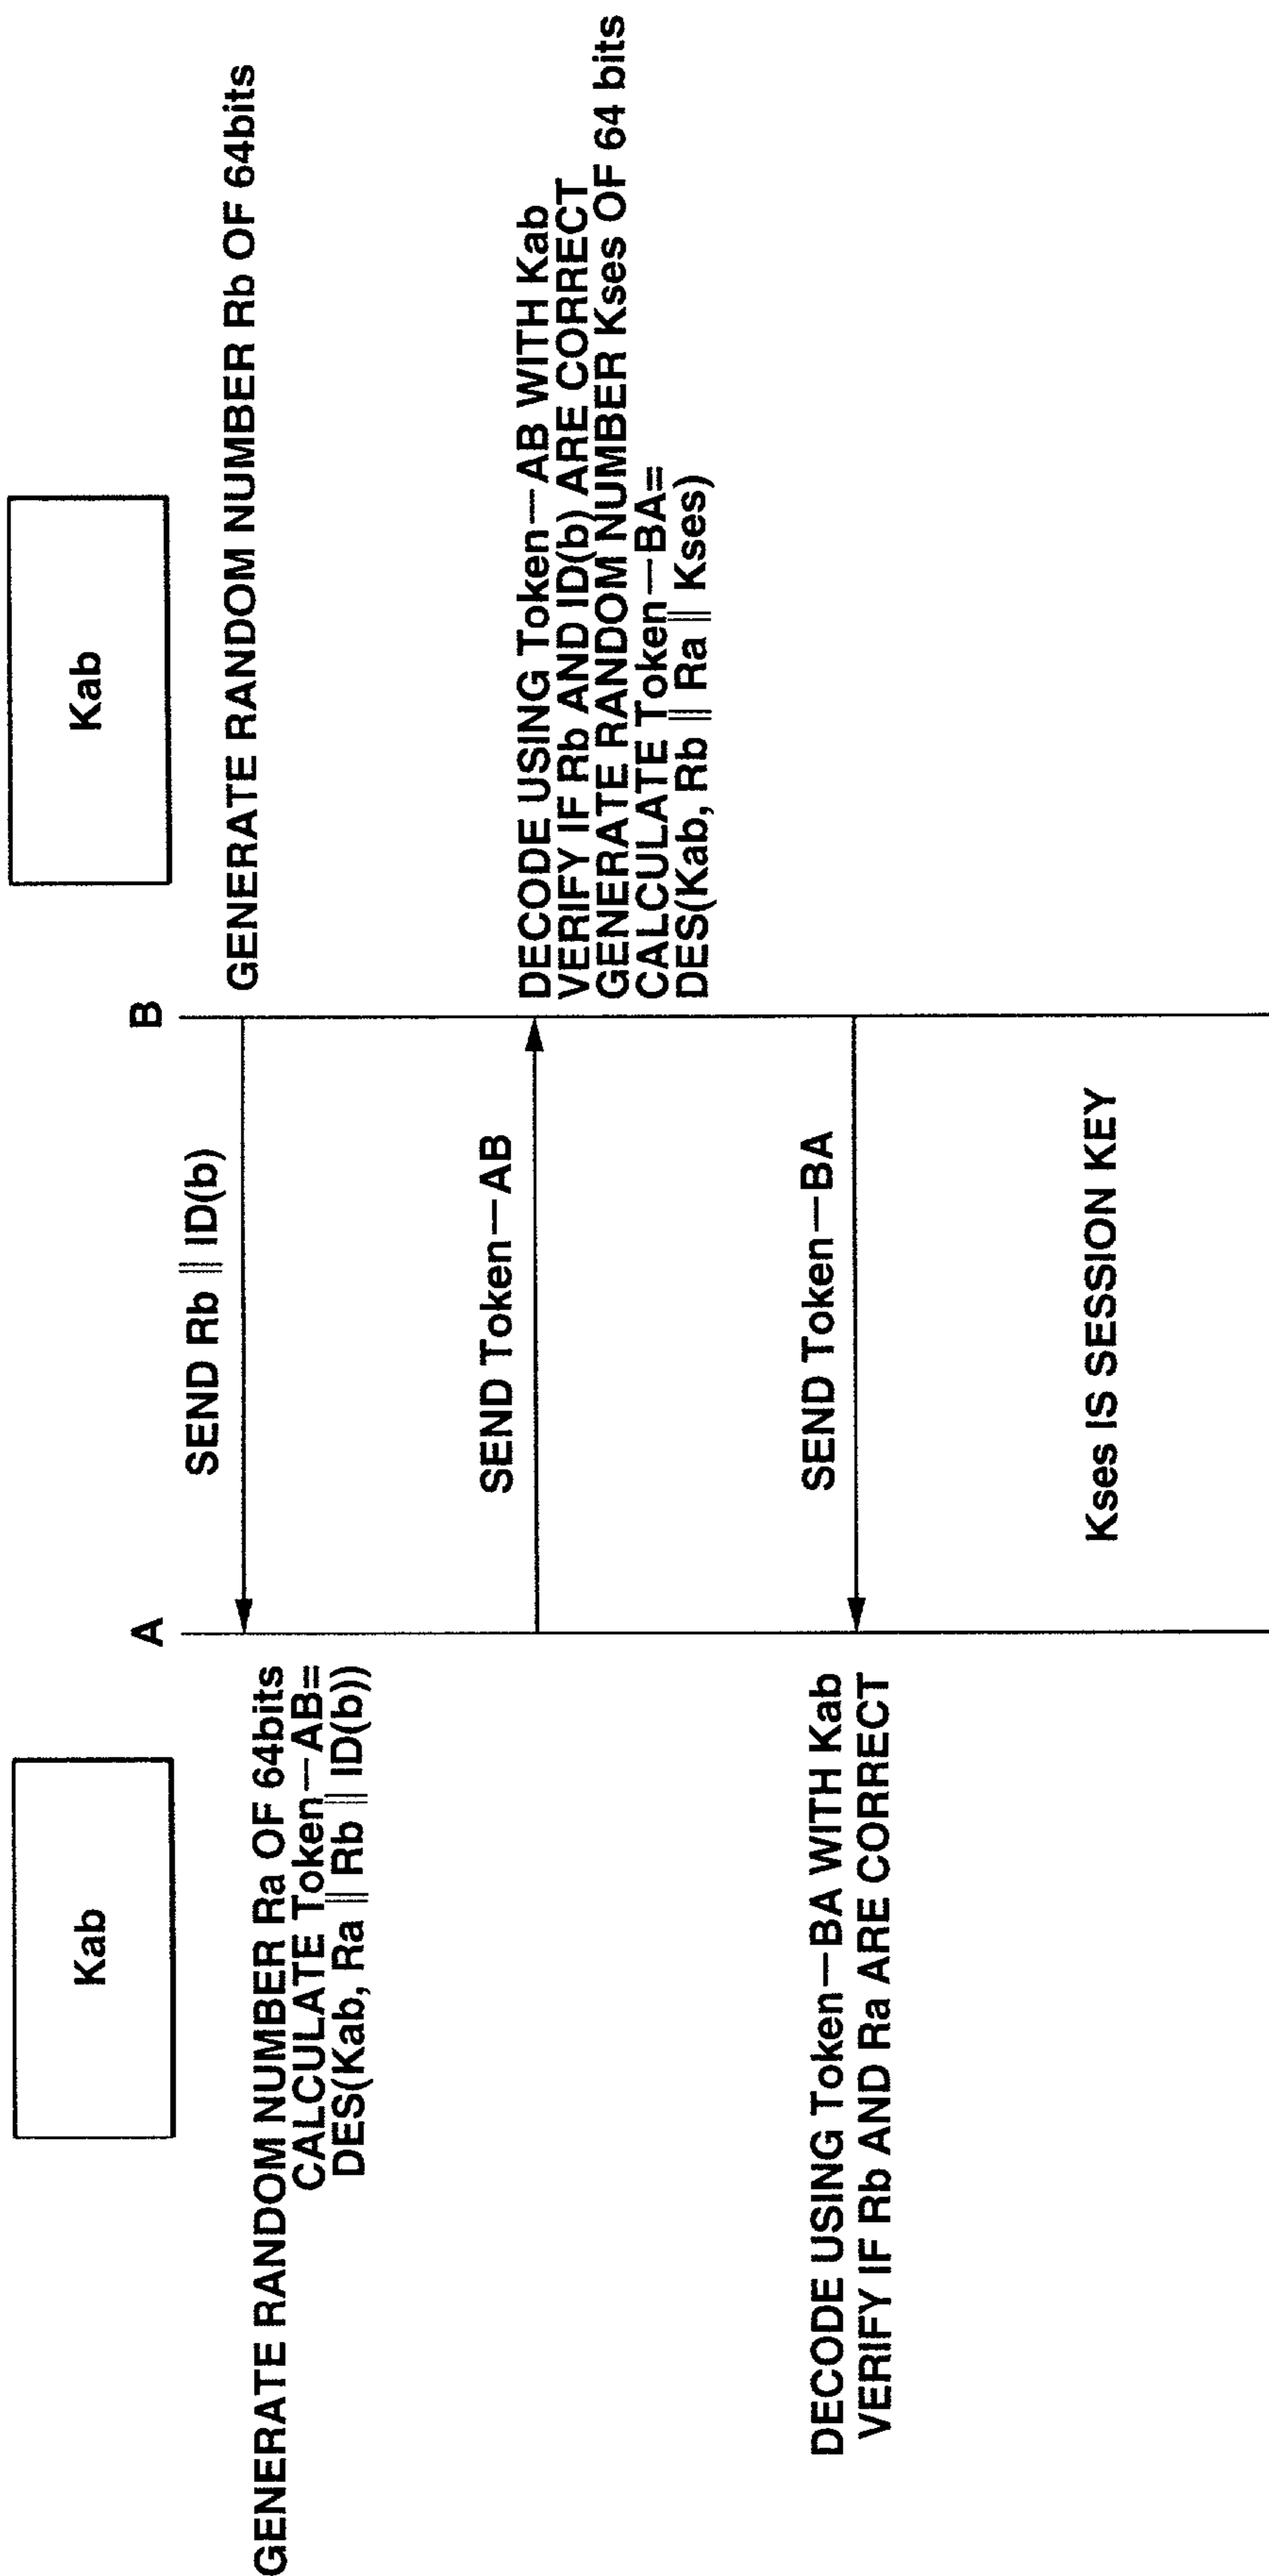 Kab
Kab
A
B
GENERATE RANDOM NUMBER Rb OF 64bits
SEND Rb || ID(b)
GENERATE RANDOM NUMBER Ra OF 64bits
CALCULATE Token—AB=
DES(Kab, Ra || Rb || ID(b))
SEND Token—AB
DECODE USING Token—AB WITH Kab
VERIFY IF Rb AND ID(b) ARE CORRECT
GENERATE RANDOM NUMBER Kses OF 64 bits
CALCULATE Token—BA=
DES(Kab, Rb || Ra || Kses)
SEND Token—BA
DECODE USING Token—BA WITH Kab
VERIFY IF Rb AND Ra ARE CORRECT
Kses IS SESSION KEY